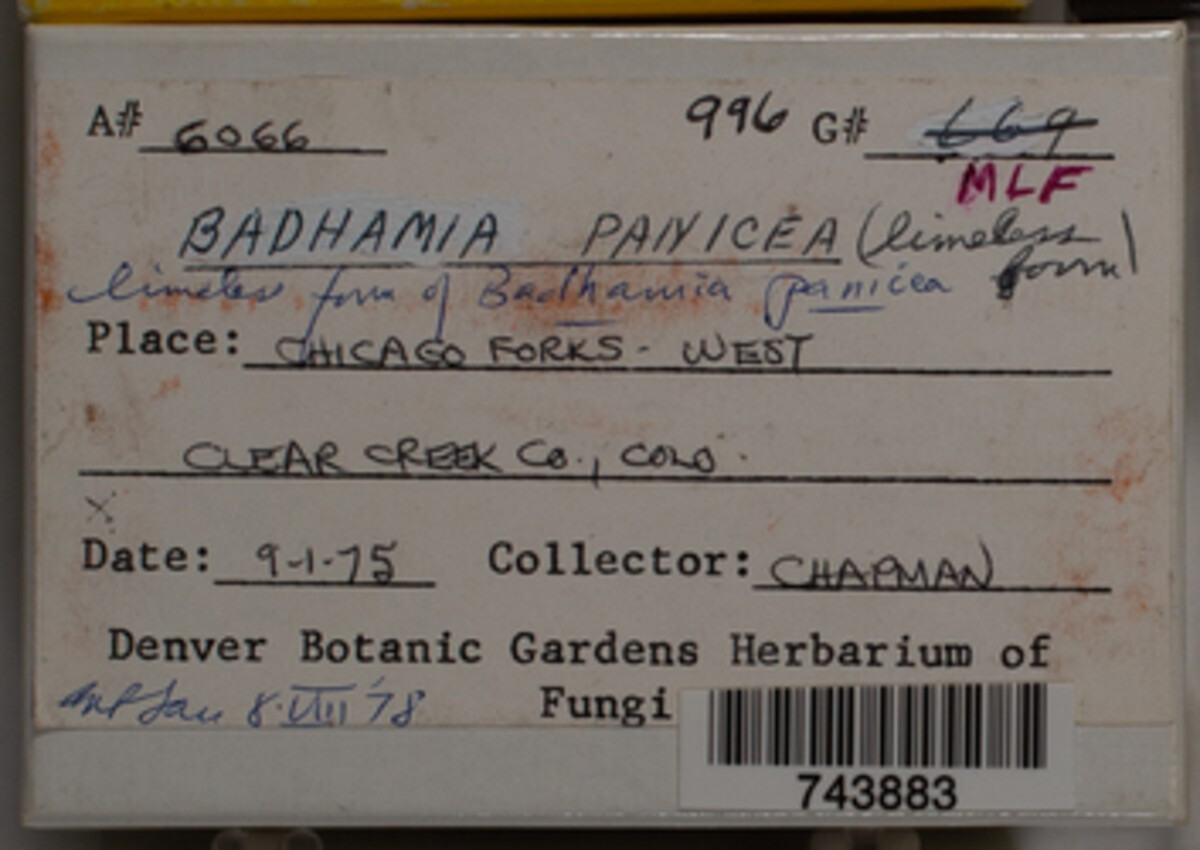 A# 6066 996 G# 669
MLF
BADHAMIA PANICEA (limeless form)
limeless form of Badhamia panicea
Place: CHICAGO FORKS - WEST
CLEAR CREEK CO., COLO.
x
Date: 9-1-75 Collector: CHAPMAN
Denver Botanic Gardens Herbarium of
Fungi
8·VIII '78
743883